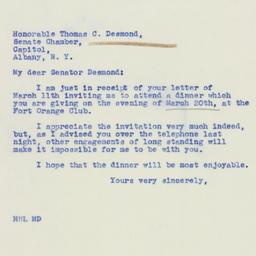 Honorable Thomas C. Desmond,
Senate Chamber,
Capitol,
Albany, N. Y.
My dear Senator Desmond:
I am just in receipt of your letter of
March 11th inviting me to attend a dinner which
you are giving on the evening of March 20th, at the
Fort Orange Club.
I appreciate the invitation very much indeed,
but, as I advised you over the telephone last
night, other engagements of long standing will
make it impossible for me to be with you.
I hope that the dinner will be most enjoyable.
Yours very sincerely,
HHL MD